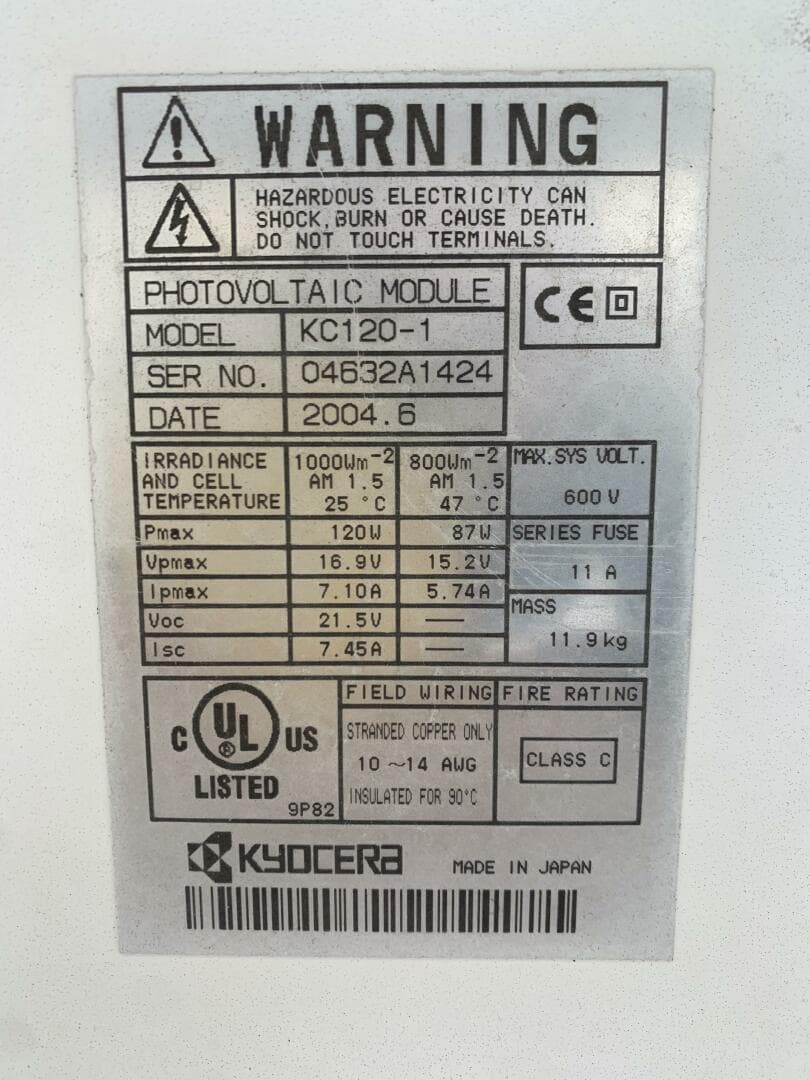 WARNING
HAZARDOUS ELECTRICITY CAN
SHOCK, BURN OR CAUSE DEATH.
DO NOT TOUCH TERMINALS.
PHOTOVOLTAIC MODULE
MODEL KC120-1
SER NO. 04632A1424
DATE 2004.6
CE
IRRADIANCE AND CELL TEMPERATURE 1000Wm⁻² AM 1.5 25 °C 800Wm⁻² AM 1.5 47 °C
Pmax 120W 87W
Vpmax 16.9V 15.2V
Ipmax 7.10A 5.74A
Voc 21.5V —
Isc 7.45A —
MAX.SYS VOLT.
600 V
SERIES FUSE
11 A
MASS
11.9kg
C UL ® US
LISTED
9P82
FIELD WIRING
STRANDED COPPER ONLY
10 ~14 AWG
INSULATED FOR 90°C
FIRE RATING
CLASS C
KYOCERA MADE IN JAPAN